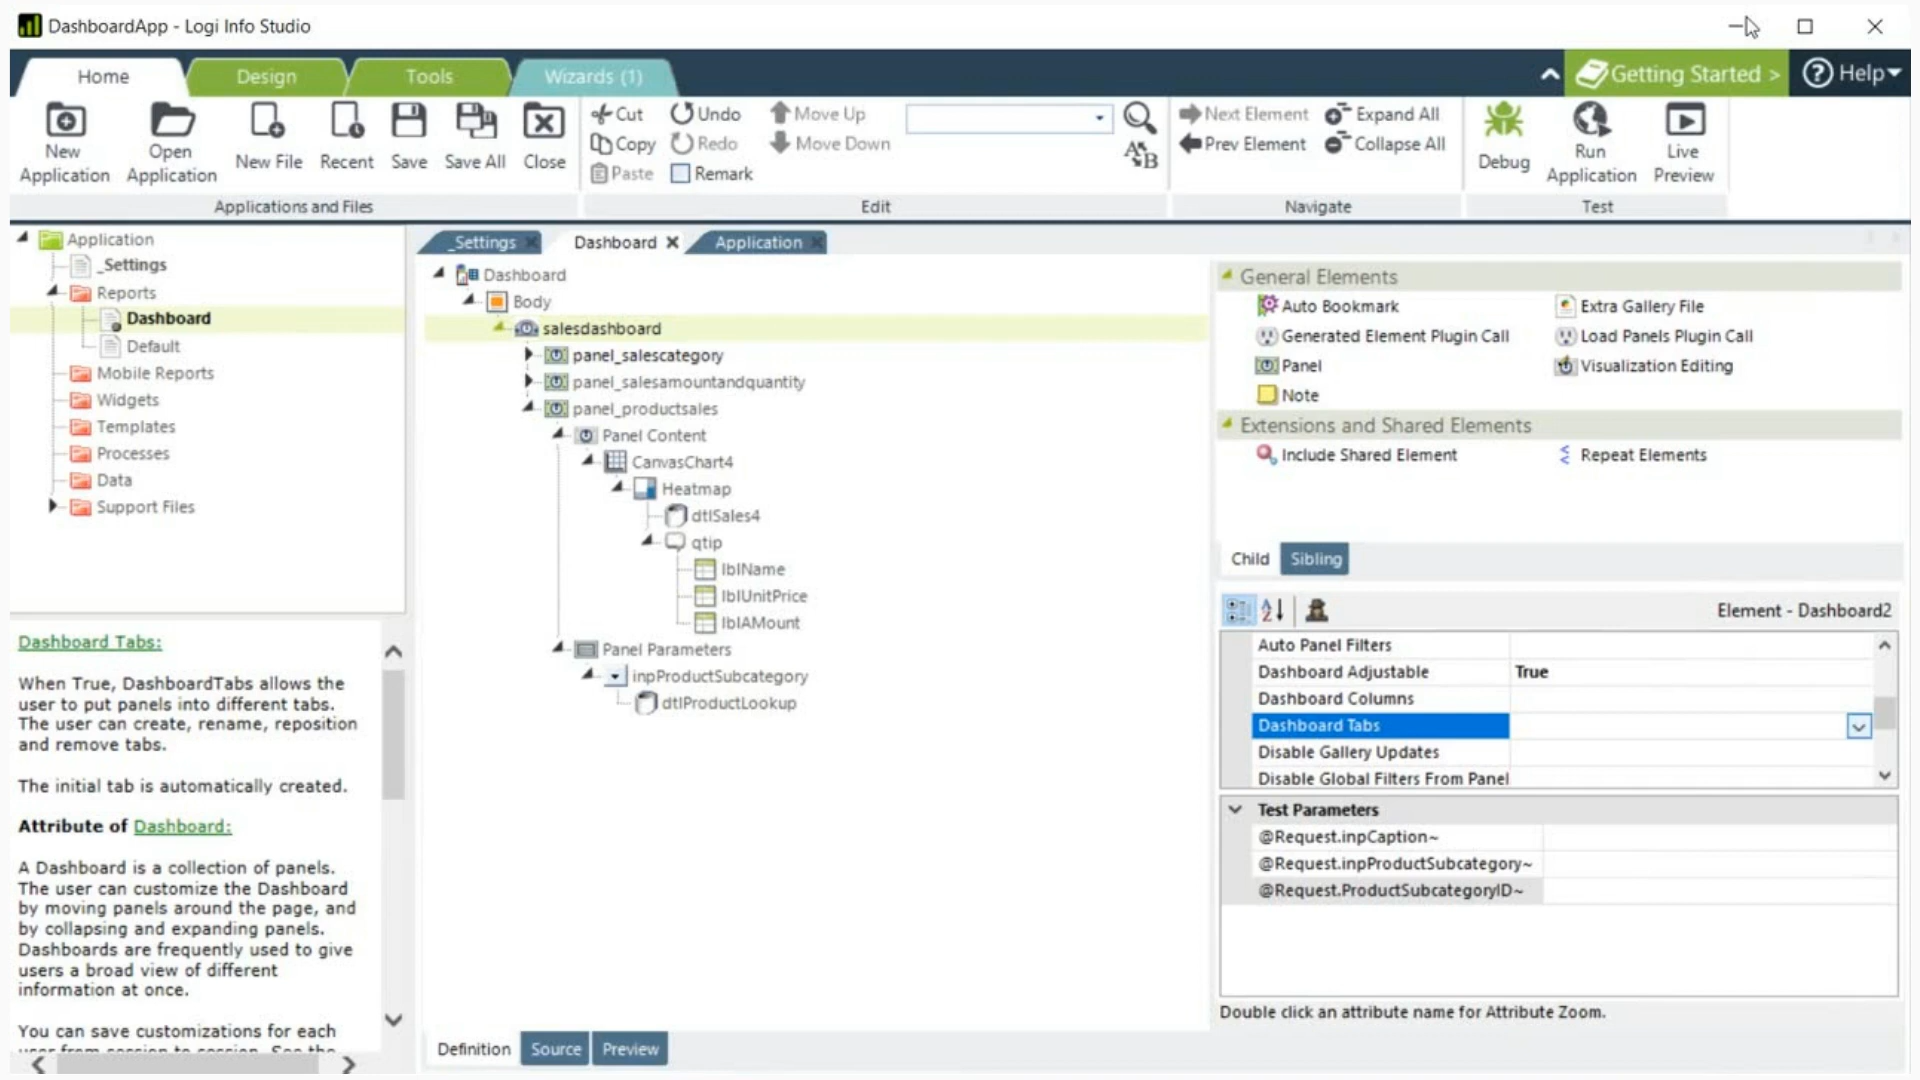 DashboardApp - Logi Info Studio
Home
Design
Tools
Wizards (1)
Getting Started >
Help
New Application
Open Application
New File
Recent
Save
Save All
Close
Cut
Copy
Paste
Undo
Redo
Remark
Move Up
Move Down
Next Element
Prev Element
Expand All
Collapse All
Debug
Run Application
Live Preview
Applications and Files
Edit
Navigate
Test
Application
_Settings
Reports
Dashboard
Default
Mobile Reports
Widgets
Templates
Processes
Data
Support Files
Dashboard Tabs:
When True, DashboardTabs allows the
user to put panels into different tabs.
The user can create, rename, reposition
and remove tabs.
The initial tab is automatically created.
Attribute of Dashboard:
A Dashboard is a collection of panels.
The user can customize the Dashboard
by moving panels around the page, and
by collapsing and expanding panels.
Dashboards are frequently used to give
users a broad view of different
information at once.
You can save customizations for each
user from session to session. See the
_Settings
Dashboard
Application
Dashboard
Body
salesdashboard
panel_salescategory
panel_salesamountandquantity
panel_productsales
Panel Content
CanvasChart4
Heatmap
dtlSales4
qtip
lblName
lblUnitPrice
lblAMount
Panel Parameters
inpProductSubcategory
dtlProductLookup
Definition
Source
Preview
General Elements
Auto Bookmark
Extra Gallery File
Generated Element Plugin Call
Load Panels Plugin Call
Panel
Visualization Editing
Note
Extensions and Shared Elements
Include Shared Element
Repeat Elements
Child
Sibling
Element - Dashboard2
Auto Panel Filters
Dashboard Adjustable True
Dashboard Columns
Dashboard Tabs
Disable Gallery Updates
Disable Global Filters From Panel
Test Parameters
@Request.inpCaption~
@Request.inpProductSubcategory~
@Request.ProductSubcategoryID~
Double click an attribute name for Attribute Zoom.